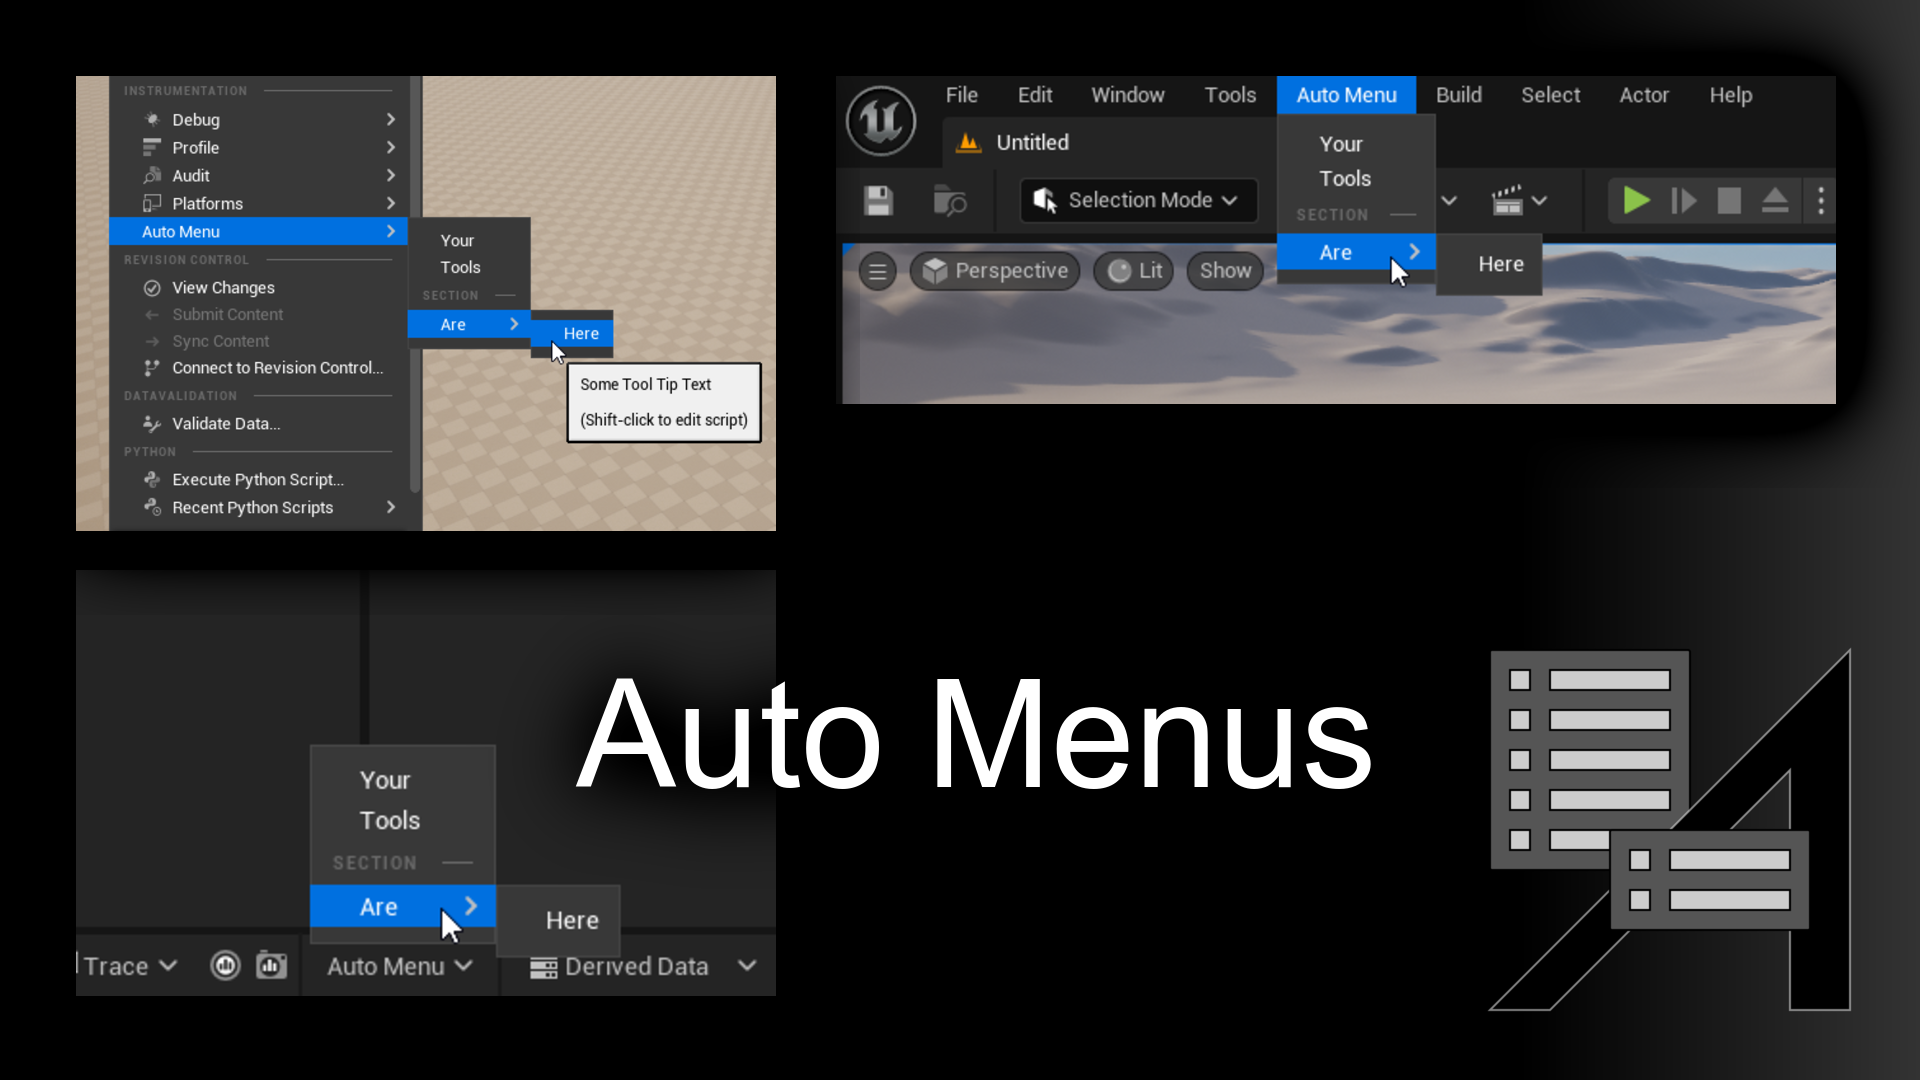 INSTRUMENTATION
Debug
Profile
Audit
Platforms
Auto Menu
REVISION CONTROL
View Changes
Submit Content
Sync Content
Connect to Revision Control...
DATAVALIDATION
Validate Data...
PYTHON
Execute Python Script...
Recent Python Scripts
Your
Tools
SECTION
Are
Here
Some Tool Tip Text
(Shift-click to edit script)
File Edit Window Tools Auto Menu Build Select Actor Help
Untitled
Selection Mode
Perspective Lit Show
Your
Tools
SECTION
Are
Here
Your
Tools
SECTION
Are
Here
Trace Auto Menu Derived Data
Auto Menus